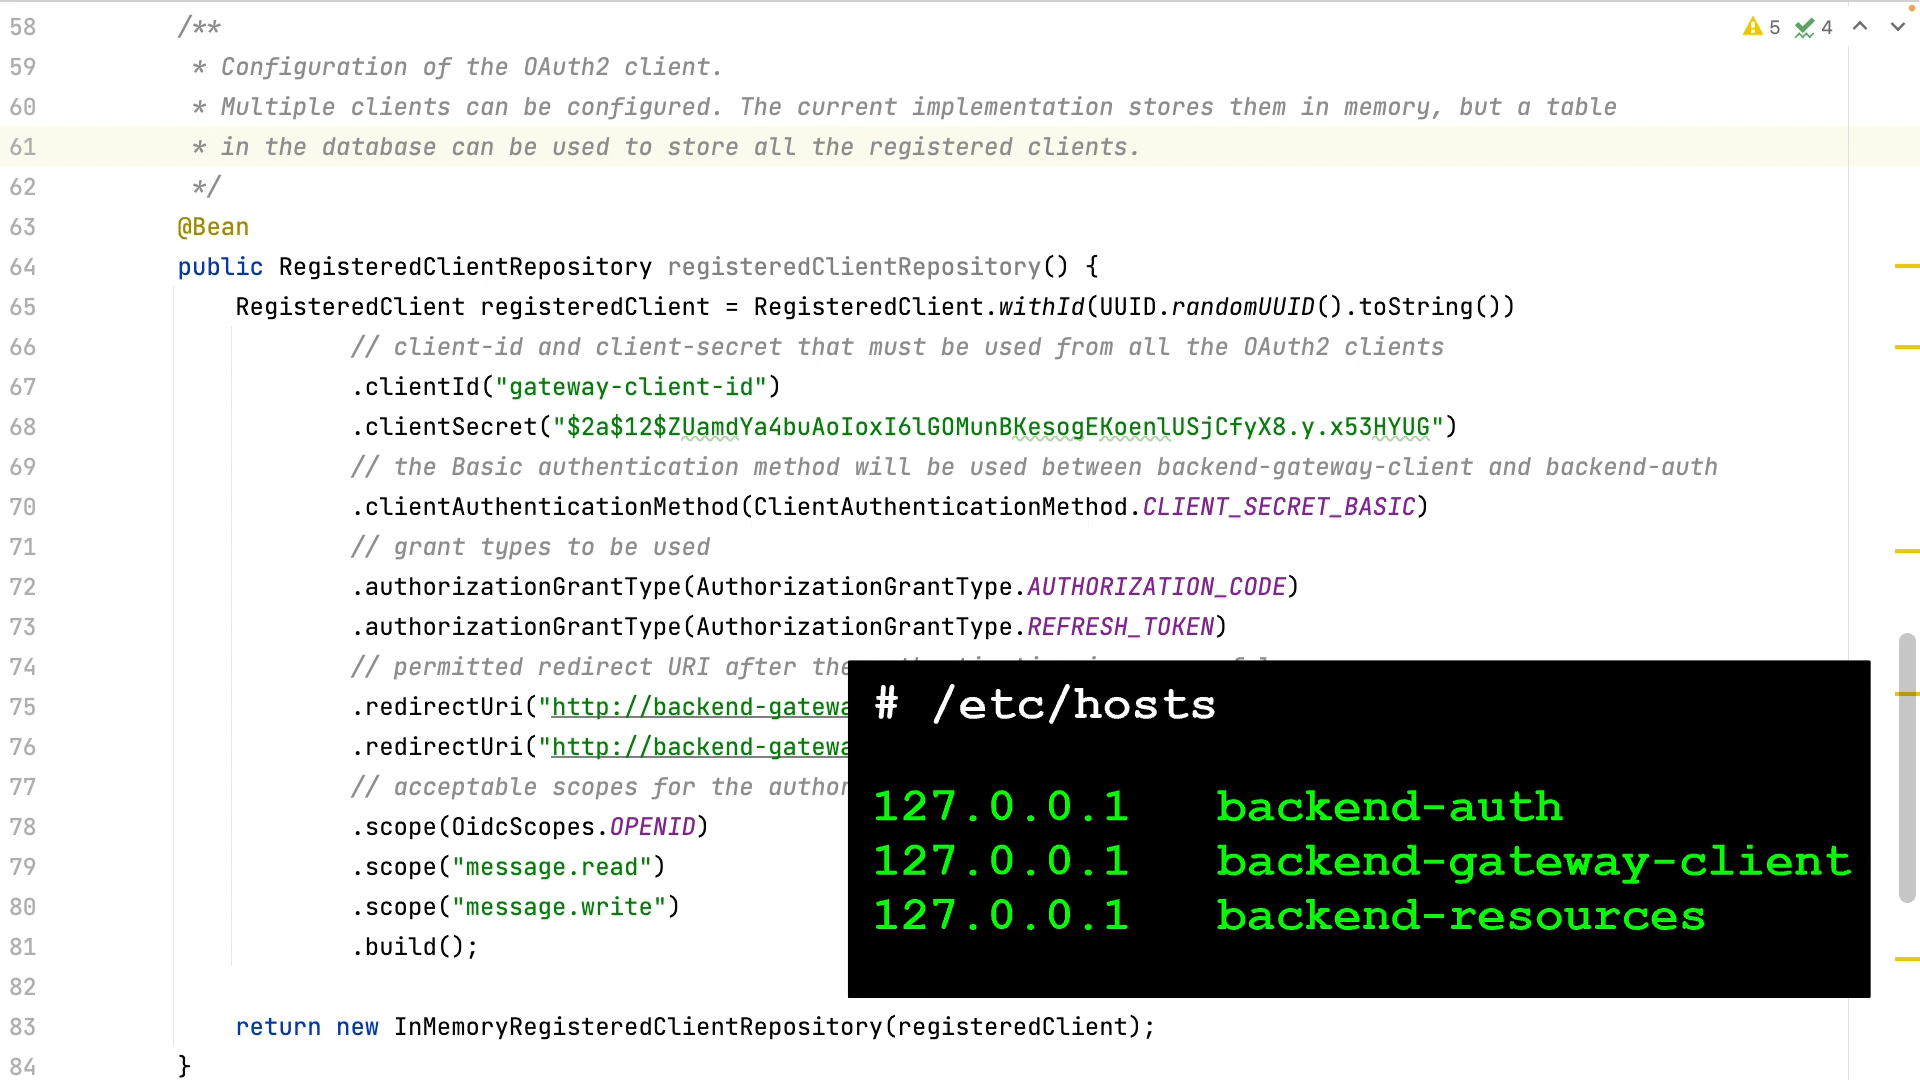 58 /**
59 * Configuration of the OAuth2 client.
60 * Multiple clients can be configured. The current implementation stores them in memory, but a table
61 * in the database can be used to store all the registered clients.
62 */
63 @Bean
64 public RegisteredClientRepository registeredClientRepository() {
65 RegisteredClient registeredClient = RegisteredClient.withId(UUID.randomUUID().toString())
66 // client-id and client-secret that must be used from all the OAuth2 clients
67 .clientId("gateway-client-id")
68 .clientSecret("$2a$12$ZUamdYa4buAoIoxI6lGOMunBKesogEKoenlUSjCfyX8.y.x53HYUG")
69 // the Basic authentication method will be used between backend-gateway-client and backend-auth
70 .clientAuthenticationMethod(ClientAuthenticationMethod.CLIENT_SECRET_BASIC)
71 // grant types to be used
72 .authorizationGrantType(AuthorizationGrantType.AUTHORIZATION_CODE)
73 .authorizationGrantType(AuthorizationGrantType.REFRESH_TOKEN)
74 // permitted redirect URI after the
75 .redirectUri("http://backend-gatewa
76 .redirectUri("http://backend-gatewa
77 // acceptable scopes for the author
78 .scope(OidcScopes.OPENID)
79 .scope("message.read")
80 .scope("message.write")
81 .build();
82
83 return new InMemoryRegisteredClientRepository(registeredClient);
84 }
5 4
# /etc/hosts
127.0.0.1 backend-auth
127.0.0.1 backend-gateway-client
127.0.0.1 backend-resources